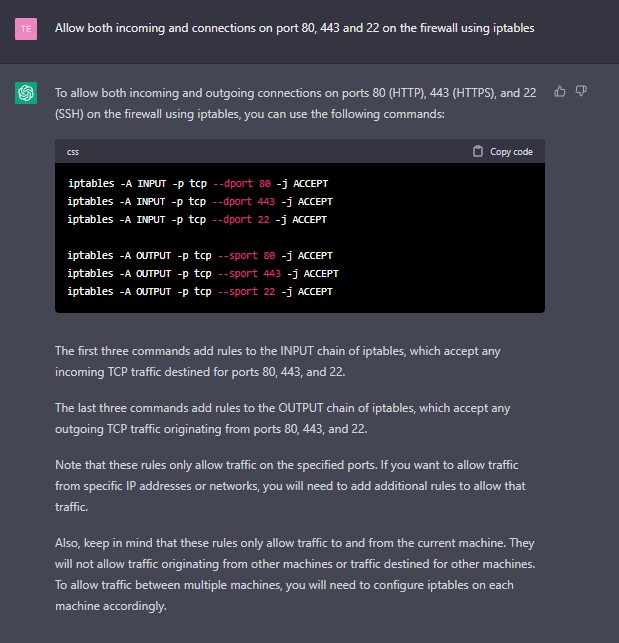 TE
Allow both incoming and connections on port 80, 443 and 22 on the firewall using iptables
To allow both incoming and outgoing connections on ports 80 (HTTP), 443 (HTTPS), and 22
(SSH) on the firewall using iptables, you can use the following commands:
css
Copy code
iptables -A INPUT -p tcp --dport 80 -j ACCEPT
iptables -A INPUT -p tcp --dport 443 -j ACCEPT
iptables -A INPUT -p tcp --dport 22 -j ACCEPT
iptables -A OUTPUT -p tcp --sport 80 -j ACCEPT
iptables -A OUTPUT -p tcp --sport 443 -j ACCEPT
iptables -A OUTPUT -p tcp --sport 22 -j ACCEPT
The first three commands add rules to the INPUT chain of iptables, which accept any
incoming TCP traffic destined for ports 80, 443, and 22.
The last three commands add rules to the OUTPUT chain of iptables, which accept any
outgoing TCP traffic originating from ports 80, 443, and 22.
Note that these rules only allow traffic on the specified ports. If you want to allow traffic
from specific IP addresses or networks, you will need to add additional rules to allow that
traffic.
Also, keep in mind that these rules only allow traffic to and from the current machine. They
will not allow traffic originating from other machines or traffic destined for other machines.
To allow traffic between multiple machines, you will need to configure iptables on each
machine accordingly.